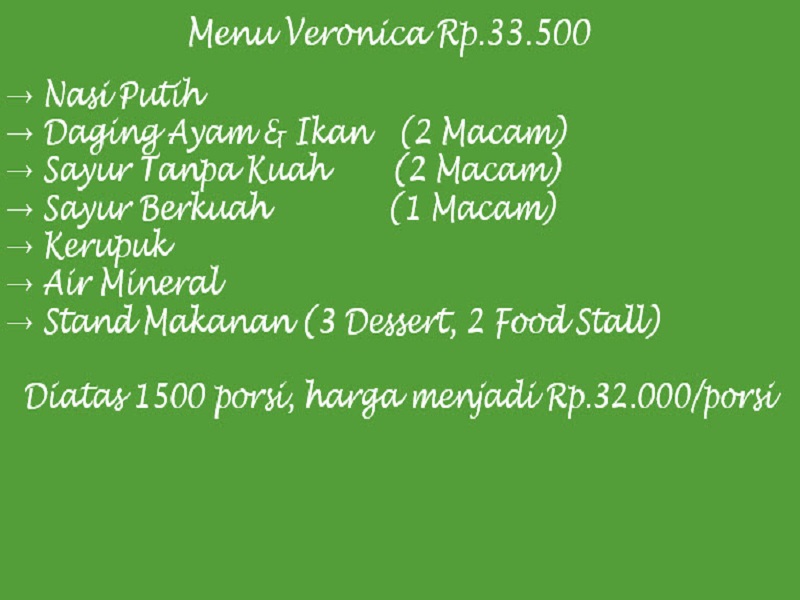 Menu Veronica Rp.33.500
→ Nasi Putih
→ Daging Ayam & Ikan (2 Macam)
→ Sayur Tanpa Kuah (2 Macam)
→ Sayur Berkuah (1 Macam)
→ Kerupuk
→ Air Mineral
→ Stand Makanan (3 Dessert, 2 Food Stall)
Diatas 1500 porsi, harga menjadi Rp.32.000/porsi